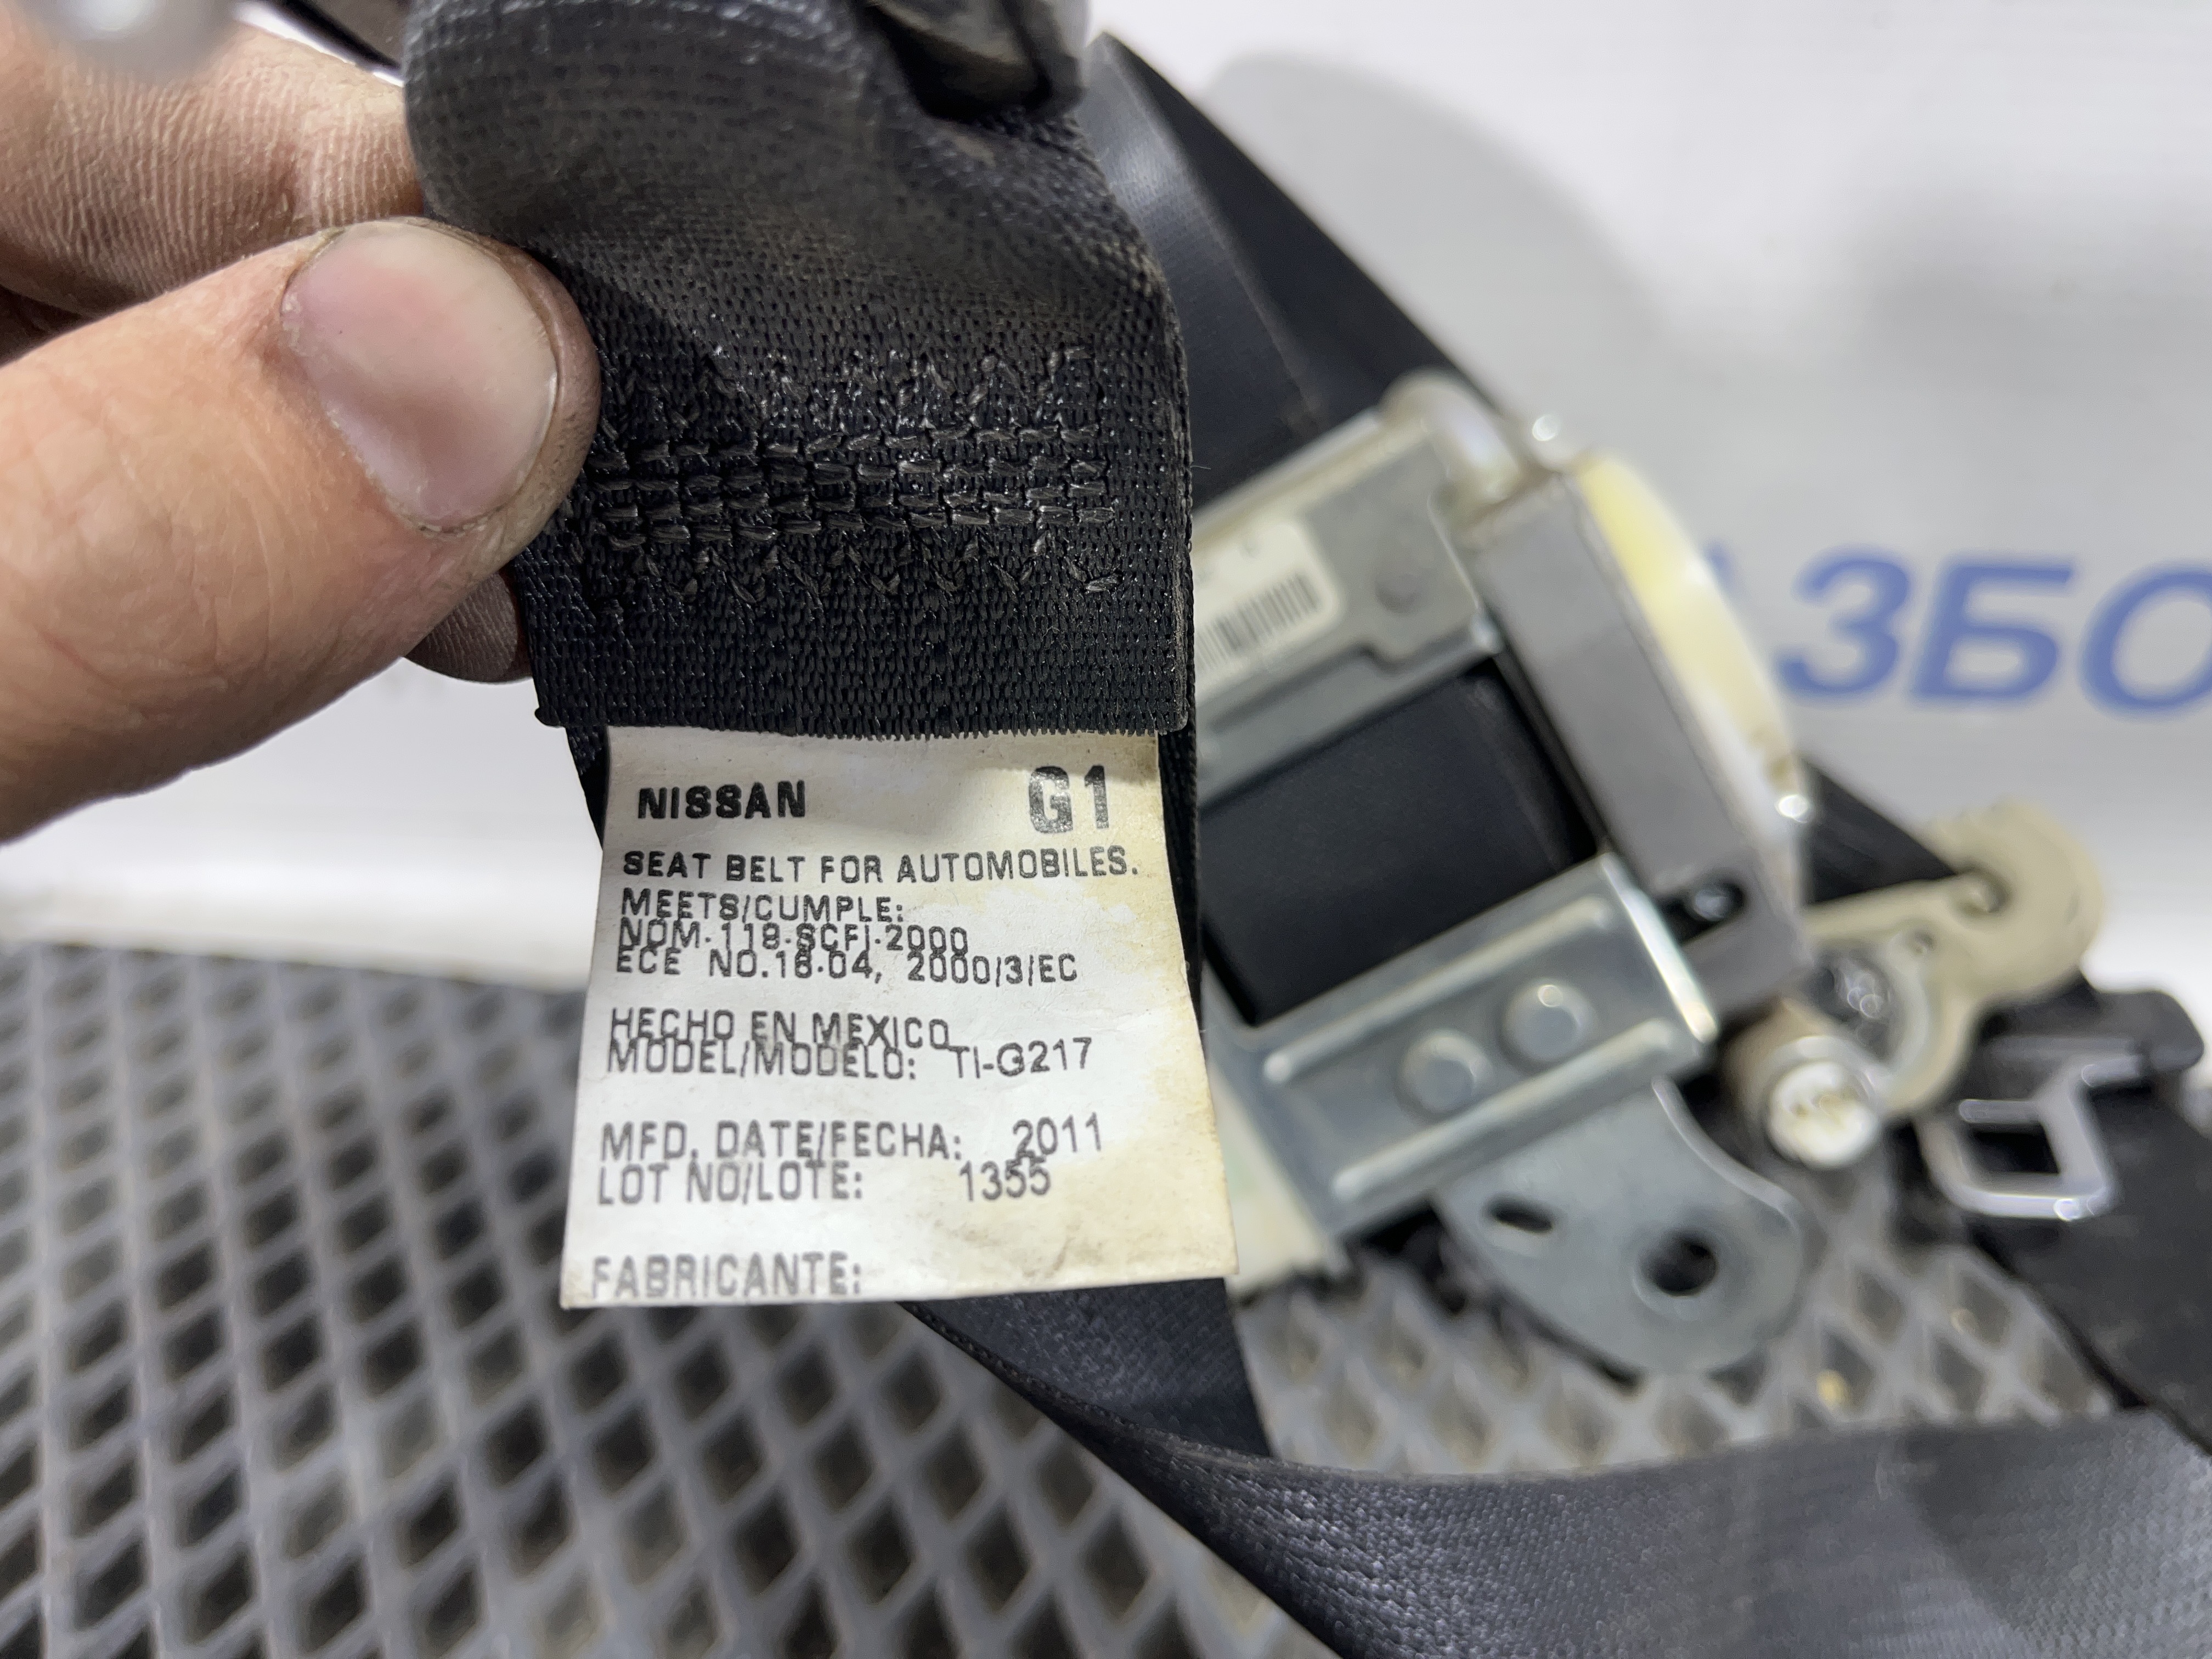 NISSAN G1
SEAT BELT FOR AUTOMOBILES.
MEETS/CUMPLE:
NOM-119-SCFI-2000
ECE NO.16-04, 2000/3/EC
HECHO EN MEXICO
MODEL/MODELO: TI-G217
MFD. DATE/FECHA: 2011
LOT NO/LOTE: 1355
FABRICANTE:
АЗБО